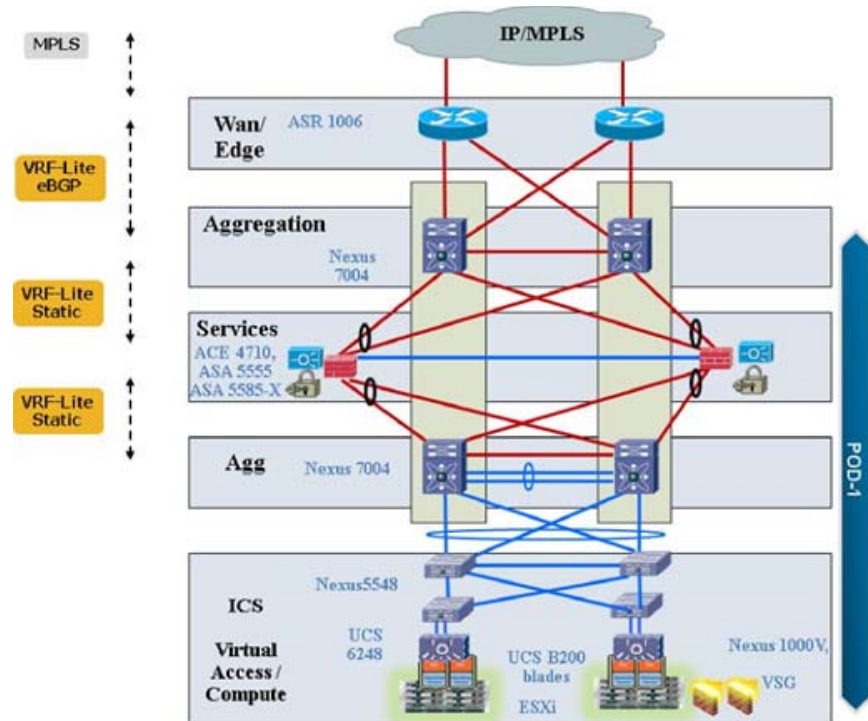 IP/MPLS
MPLS
Wan/
Edge
ASR 1006
VRF-Lite
eBGP
Aggregation
Nexus
7004
VRF-Lite
Static
Services
ACE 4710,
ASA 5555
ASA 5585-X
VRF-Lite
Static
Agg
Nexus 7004
POD-1
Nexus5548
ICS
UCS
6248
Virtual
Access /
Compute
UCS B200
blades
ESXi
Nexus 1000V,
VSG